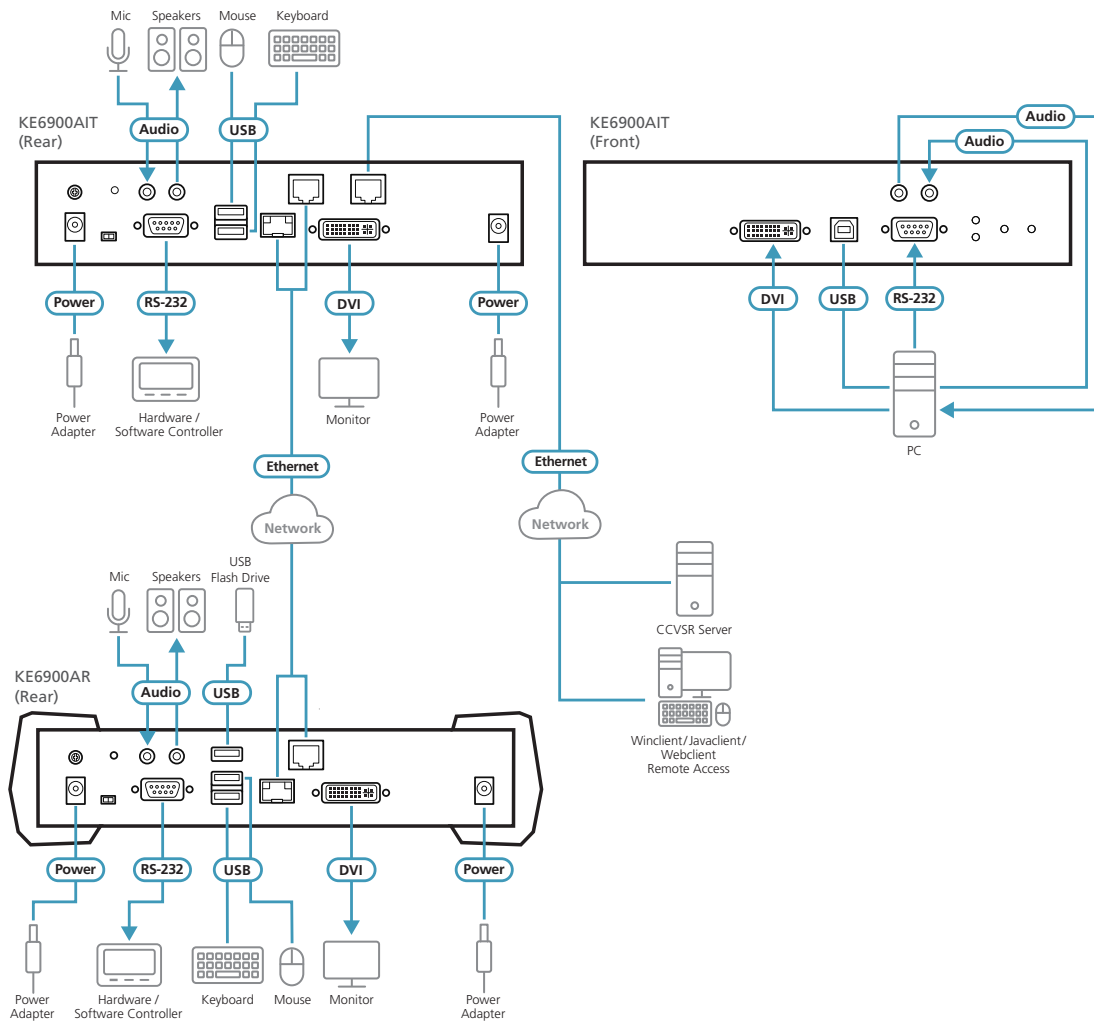 Mic
Speakers
Mouse
Keyboard
KE6900AIT
(Rear)
Audio
USB
Power
RS-232
DVI
Power
Power
Adapter
Hardware /
Software Controller
Monitor
Power
Adapter
KE6900AIT
(Front)
Audio
Audio
DVI
USB
RS-232
PC
Ethernet
Network
Ethernet
Network
CCVSR Server
Winclient/Javaclient/
Webclient
Remote Access
Mic
Speakers
USB
Flash Drive
KE6900AR
(Rear)
Audio
USB
Power
RS-232
USB
DVI
Power
Power
Adapter
Hardware /
Software Controller
Keyboard
Mouse
Monitor
Power
Adapter